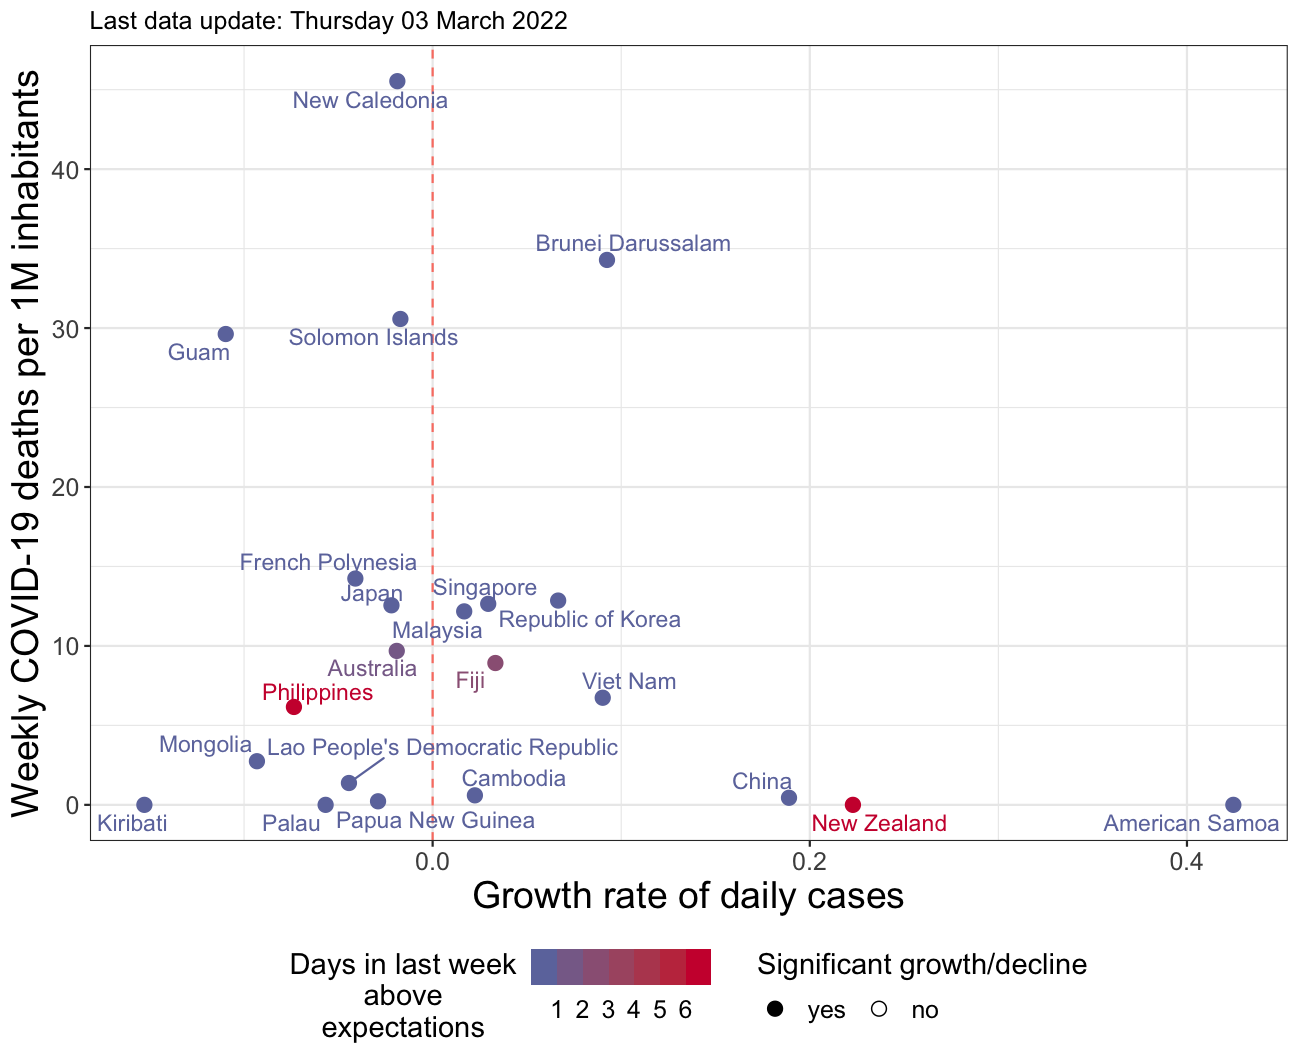 Last data update: Thursday 03 March 2022
Weekly COVID-19 deaths per 1M inhabitants
40
30
20
10
0
New Caledonia
Brunei Darussalam
Solomon Islands
Guam
French Polynesia
Japan
Singapore
Republic of Korea
Malaysia
Australia
Fiji
Philippines
Viet Nam
Mongolia
Lao People's Democratic Republic
Cambodia
China
Kiribati
Palau
Papua New Guinea
New Zealand
American Samoa
0.0
0.2
0.4
Growth rate of daily cases
Days in last week
above
expectations
1 2 3 4 5 6
Significant growth/decline
yes
no